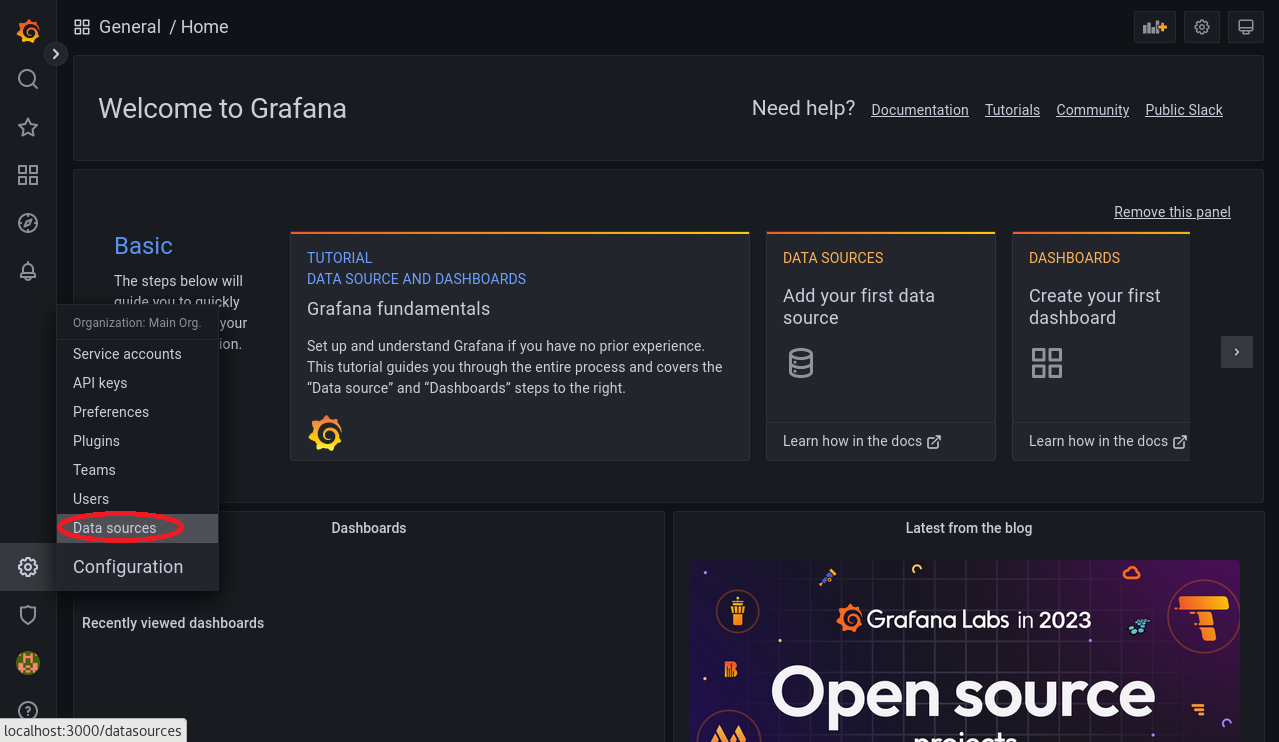 General / Home
Welcome to Grafana
Need help? Documentation Tutorials Community Public Slack
Remove this panel
Basic
The steps below will
guide you to quickly
your
ion.
TUTORIAL
DATA SOURCE AND DASHBOARDS
Grafana fundamentals
Set up and understand Grafana if you have no prior experience.
This tutorial guides you through the entire process and covers the
“Data source” and “Dashboards” steps to the right.
DATA SOURCES
Add your first data
source
Learn how in the docs
DASHBOARDS
Create your first
dashboard
Learn how in the docs
Organization: Main Org.
Service accounts
API keys
Preferences
Plugins
Teams
Users
Data sources
Configuration
Dashboards
Recently viewed dashboards
Latest from the blog
Grafana Labs in 2023
Open source
projects
localhost:3000/datasources